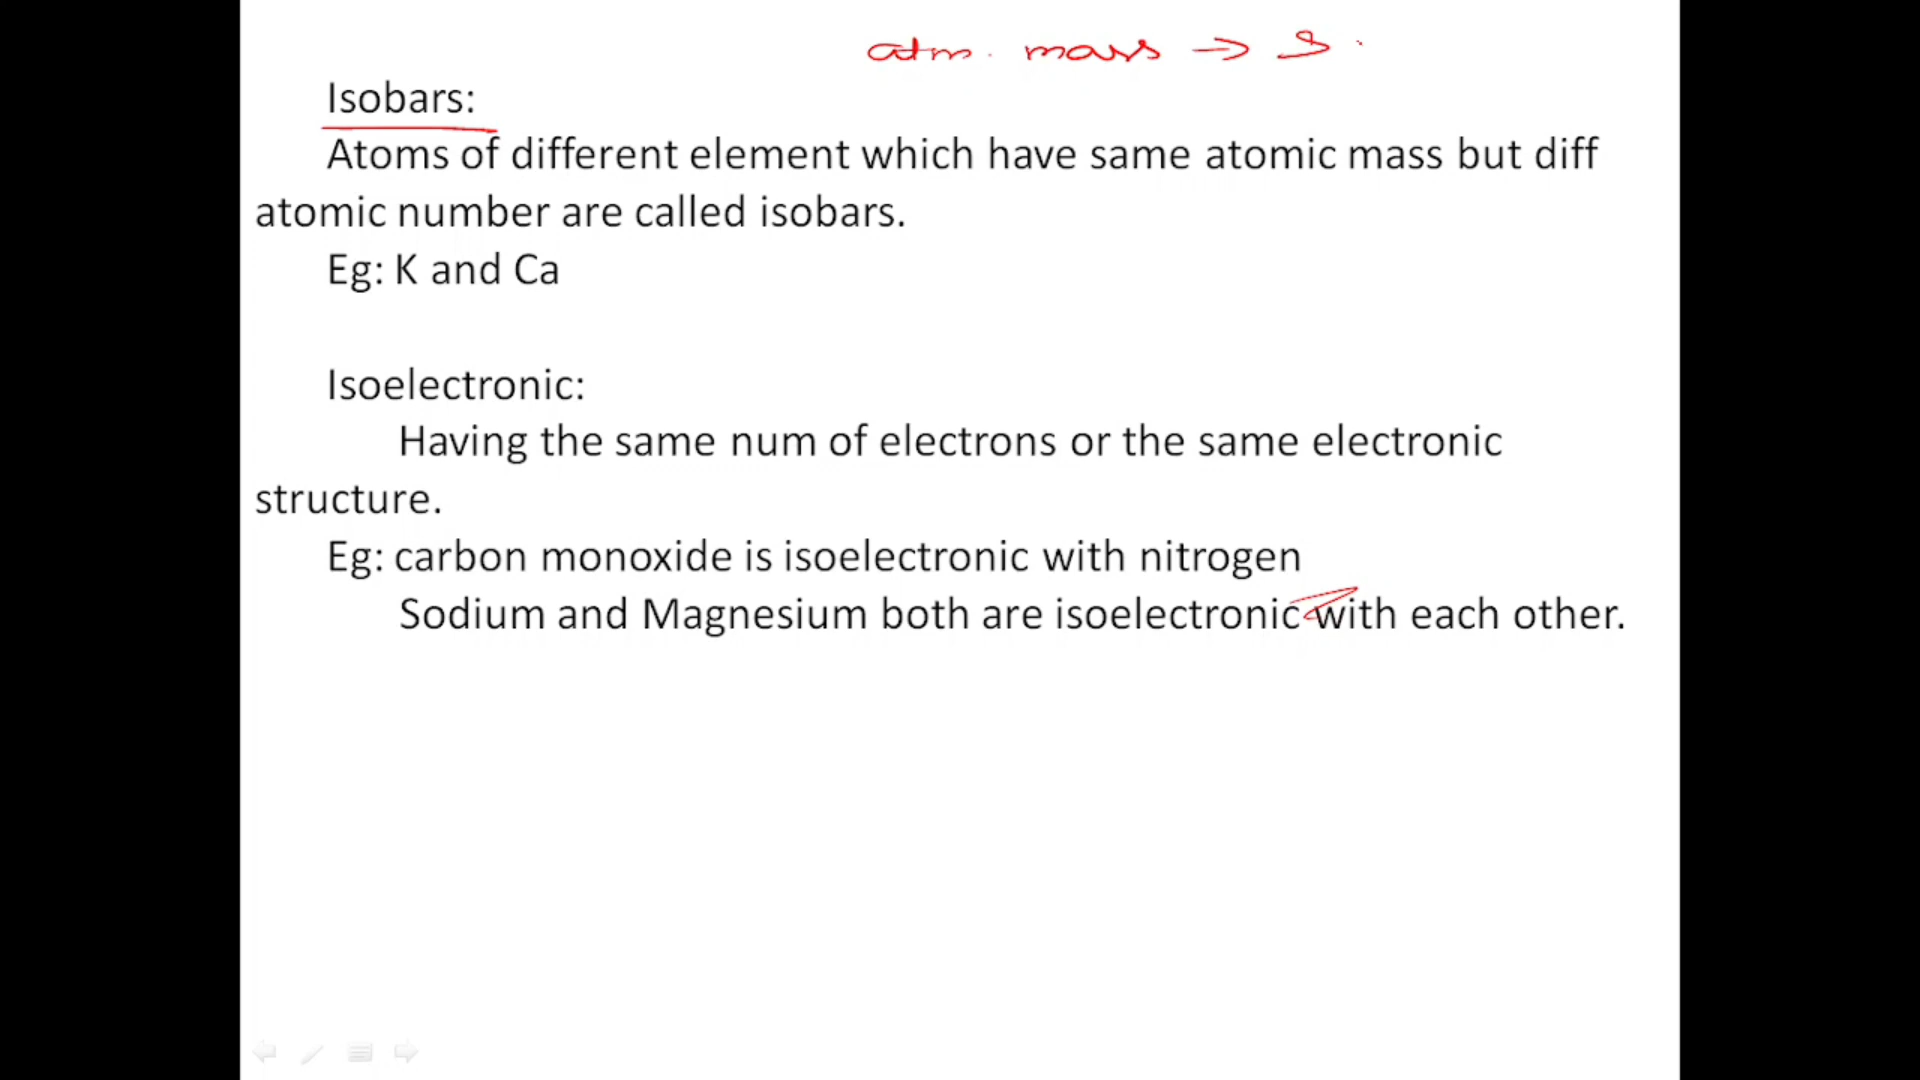 atm. mass → S.
Isobars:
Atoms of different element which have same atomic mass but diff
atomic number are called isobars.
Eg: K and Ca
Isoelectronic:
Having the same num of electrons or the same electronic
structure.
Eg: carbon monoxide is isoelectronic with nitrogen
Sodium and Magnesium both are isoelectronic with each other.